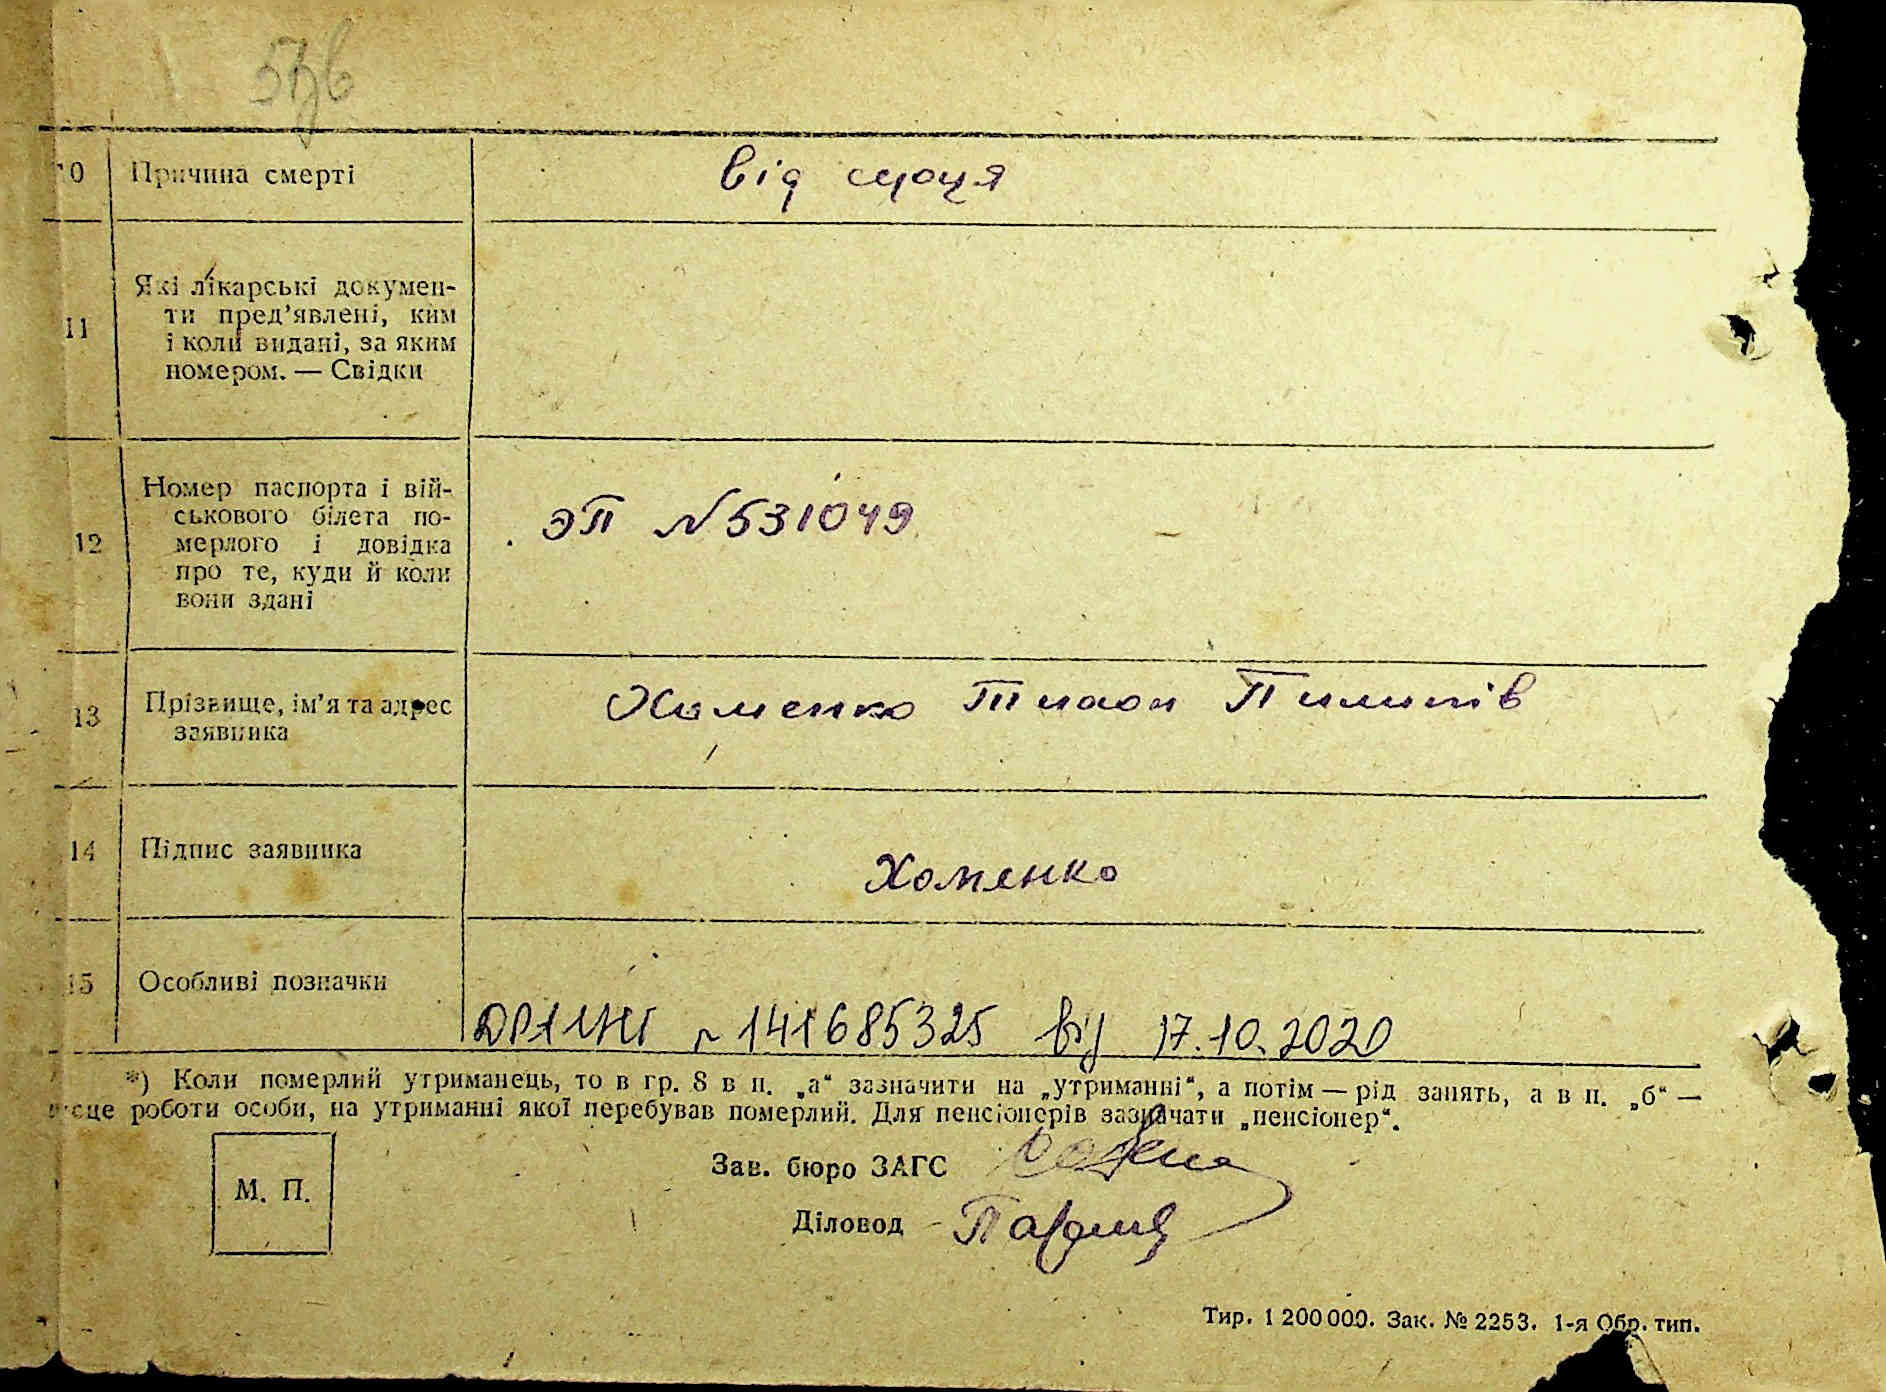 10 Причина смерті від
11 Які лікарські докумен-
ти пред’явлені, ким
і коли видані, за яким
номером. — Свідки
12 Номер паспорта і вій-
ськового білета по-
мерлого і довідка
про те, куди й коли
вони здані
ЭП №531049
13 Прізвище, ім’я та адрес
заявника
Хоменко Пилипів
14 Підпис заявника Хоменко
15 Особливі позначки
141685325 від 17.10.2020
*) Коли померлий утриманець, то в гр. 8 в п. „а“ зазначити на „утриманні“, а потім — рід занять, а в п. „б“ —
місце роботи особи, на утриманні якої перебував померлий. Для пенсіонерів зазначати „пенсіонер“.
Зав. бюро ЗАГС
М. П.
Діловод
Тир. 1 200 000. Зак. № 2253. 1-я Обр. тип.